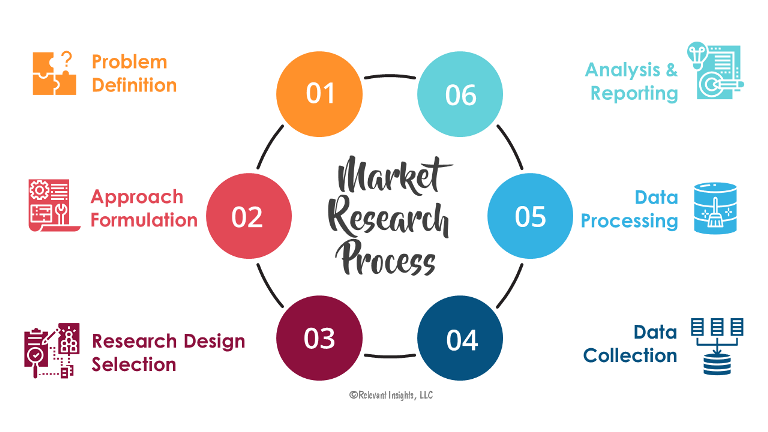 Problem
Definition
01
06
Analysis &
Reporting
Approach
Formulation
02
Market
Research
Process
05
Data
Processing
Research Design
Selection
03
04
Data
Collection
©Relevant Insights, LLC